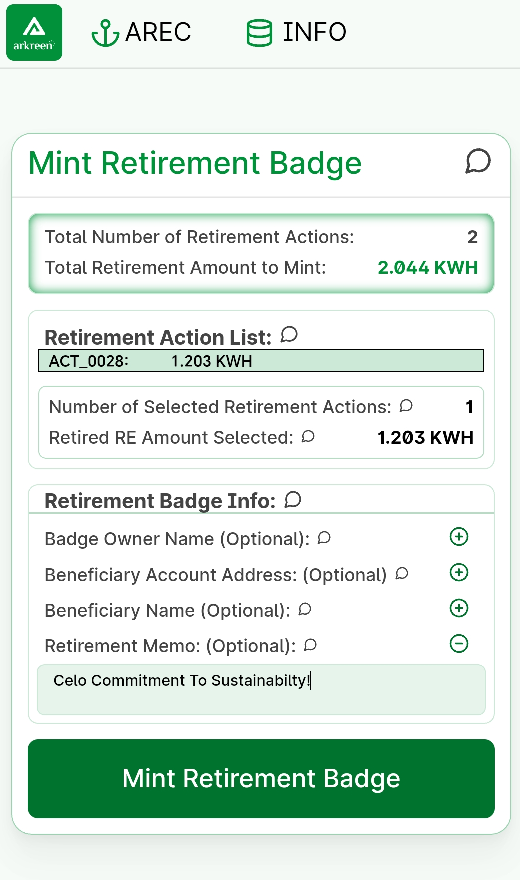 arkreen
AREC
INFO
Mint Retirement Badge
Total Number of Retirement Actions: 2
Total Retirement Amount to Mint: 2.044 KWH
Retirement Action List:
ACT_0028: 1.203 KWH
Number of Selected Retirement Actions: 1
Retired RE Amount Selected: 1.203 KWH
Retirement Badge Info:
Badge Owner Name (Optional):
Beneficiary Account Address: (Optional)
Beneficiary Name (Optional):
Retirement Memo: (Optional):
Celo Commitment To Sustainabilty!
Mint Retirement Badge